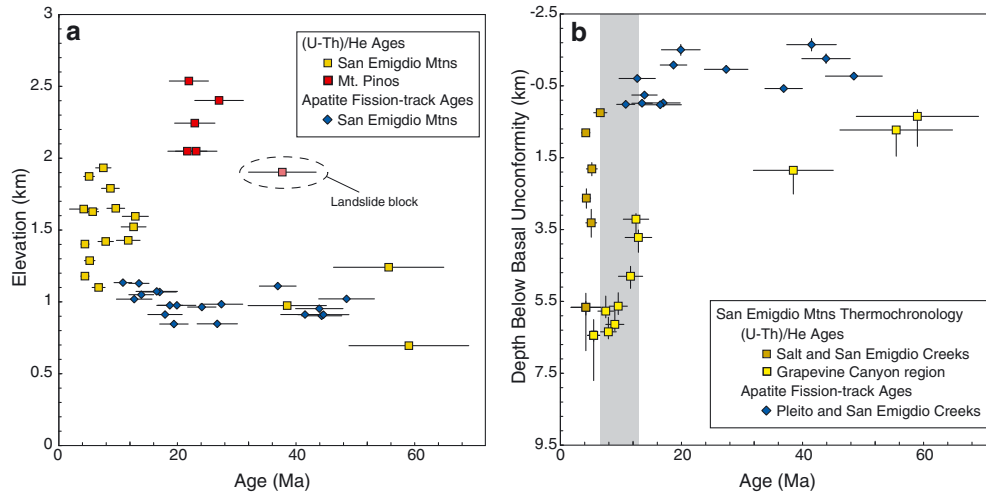 a
3
2.5
2
1.5
1
0.5
0
Elevation (km)
0
20
40
60
Age (Ma)
(U-Th)/He Ages
San Emigdio Mtns
Mt. Pinos
Apatite Fission-track Ages
San Emigdio Mtns
Landslide block
b
-2.5
-0.5
1.5
3.5
5.5
7.5
9.5
Depth Below Basal Unconformity (km)
0
20
40
60
Age (Ma)
San Emigdio Mtns Thermochronology
(U-Th)/He Ages
Salt and San Emigdio Creeks
Grapevine Canyon region
Apatite Fission-track Ages
Pleito and San Emigdio Creeks